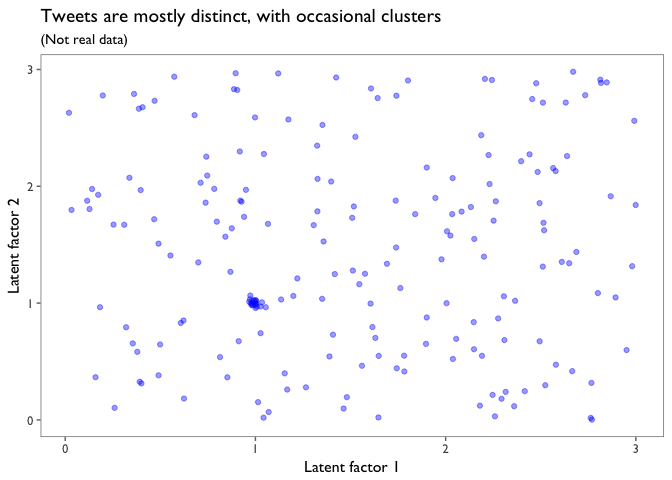 Tweets are mostly distinct, with occasional clusters
(Not real data)
3
2
1
0
Latent factor 2
0 1 2 3
Latent factor 1